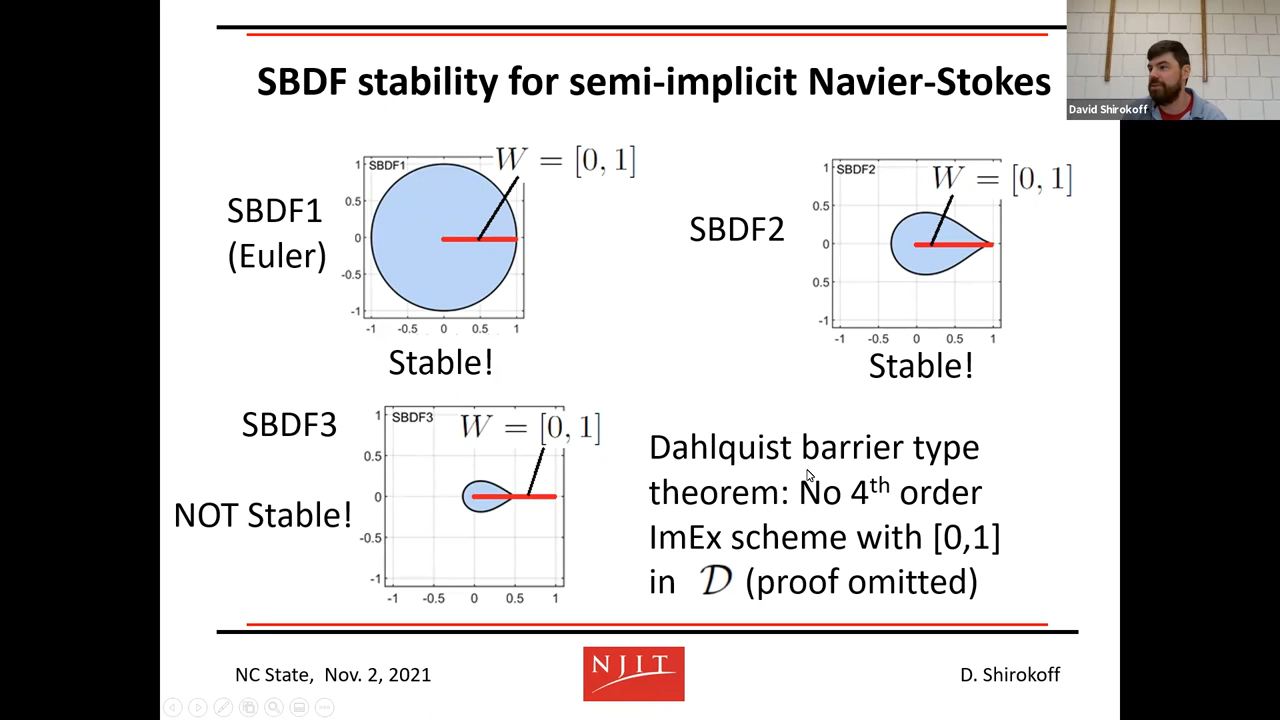 SBDF stability for semi-implicit Navier-Stokes
David Shirokoff
SBDF1
(Euler)
SBDF1
W = [0, 1]
1
0.5
0
-0.5
-1
-1 -0.5 0 0.5 1
Stable!
SBDF2
SBDF2
W = [0, 1]
1
0.5
0
0.5
-1
-1 -0.5 0 0.5 1
Stable!
SBDF3
NOT Stable!
SBDF3
W = [0, 1]
1
0.5
0
-0.5
-1
-1 -0.5 0 0.5 1
Dahlquist barrier type
theorem: No 4th order
ImEx scheme with [0,1]
in 𝒟 (proof omitted)
NC State, Nov. 2, 2021
NJIT
D. Shirokoff